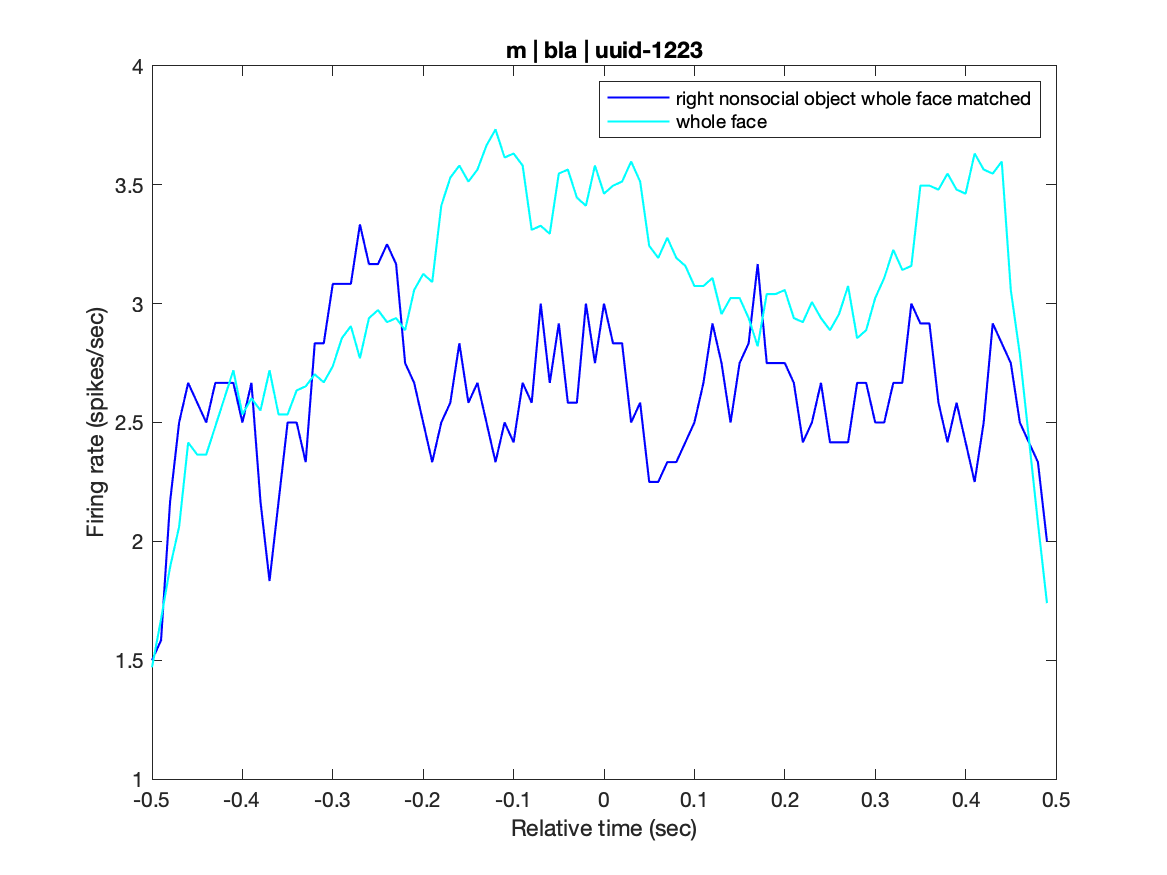 m | bla | uuid-1223
right nonsocial object whole face matched
whole face
Firing rate (spikes/sec)
4
3.5
3
2.5
2
1.5
1
-0.5 -0.4 -0.3 -0.2 -0.1 0 0.1 0.2 0.3 0.4 0.5
Relative time (sec)